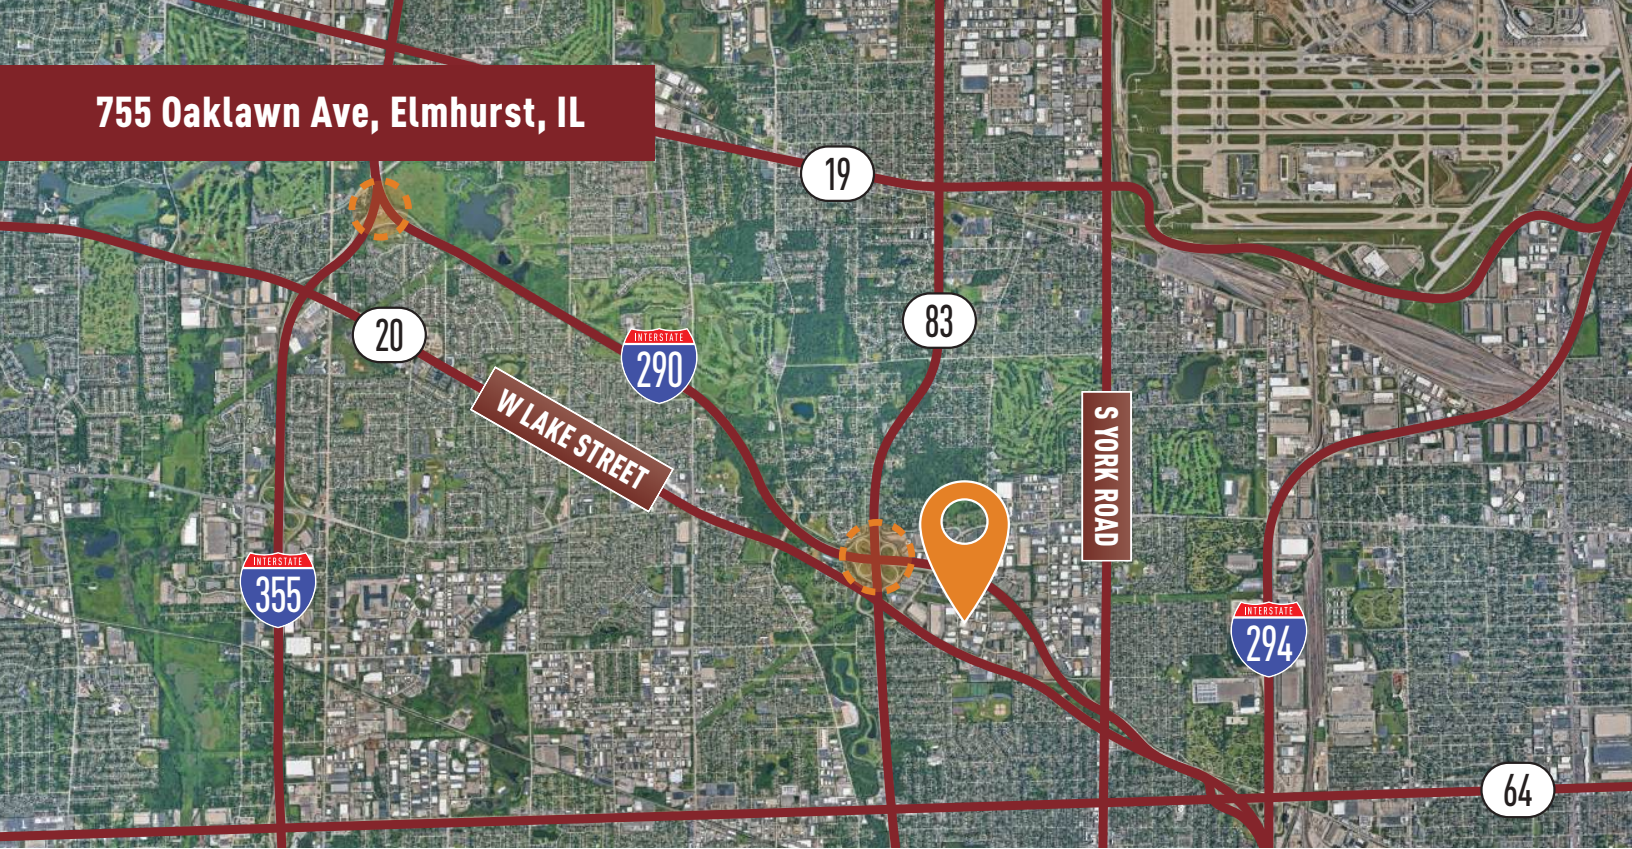 755 Oaklawn Ave, Elmhurst, IL
19
83
20
INTERSTATE
290
W LAKE STREET
S YORK ROAD
INTERSTATE
355
INTERSTATE
294
64